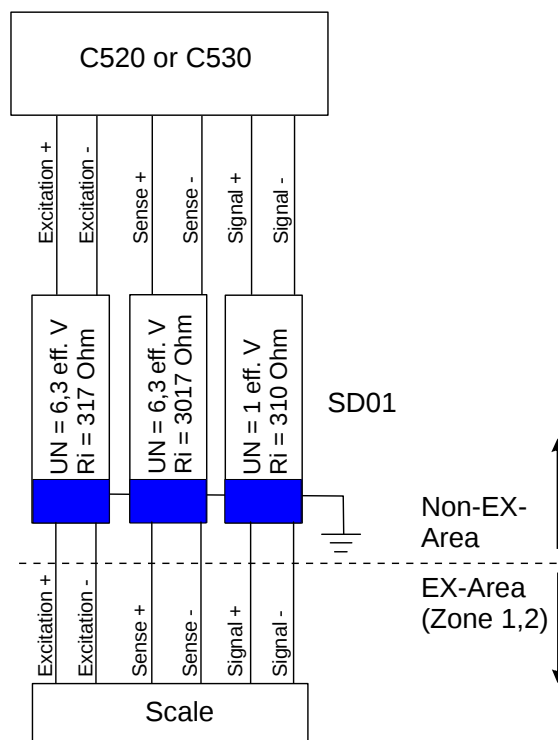 C520 or C530
Excitation +
Excitation -
Sense +
Sense -
Signal +
Signal -
UN = 6,3 eff. V
Ri = 317 Ohm
UN = 6,3 eff. V
Ri = 3017 Ohm
UN = 1 eff. V
Ri = 310 Ohm
SD01
Non-EX-
Area
EX-Area
(Zone 1,2)
Excitation +
Excitation -
Sense +
Sense -
Signal +
Signal -
Scale